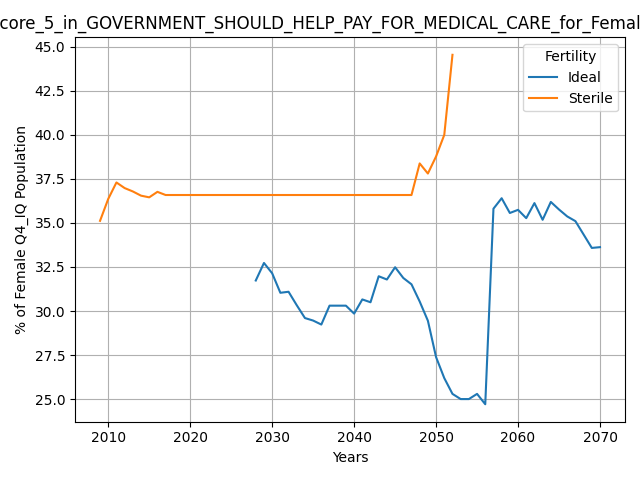 core_5_in_GOVERNMENT_SHOULD_HELP_PAY_FOR_MEDICAL_CARE_for_Femal
45.0
42.5
40.0
37.5
35.0
32.5
30.0
27.5
25.0
% of Female Q4_IQ Population
Fertility
Ideal
Sterile
2010 2020 2030 2040 2050 2060 2070
Years